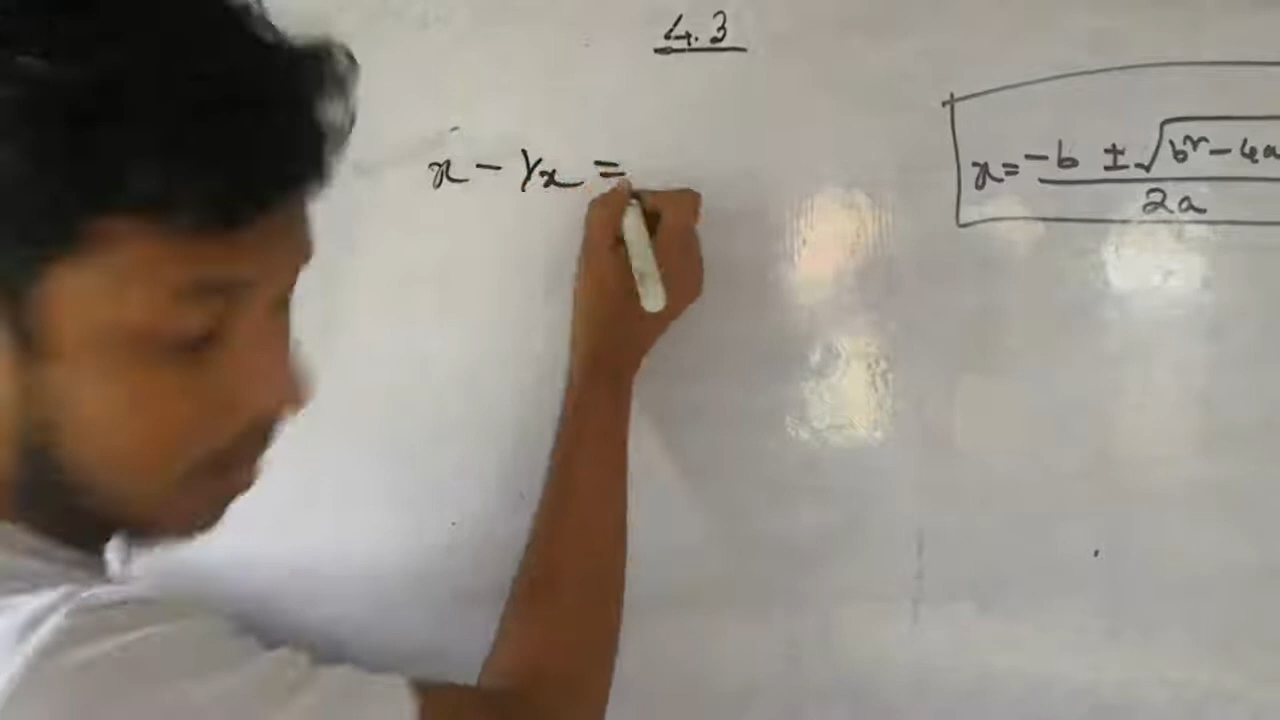 4.3
x - 1/x =
x = -b ± √b² - 4a
2a